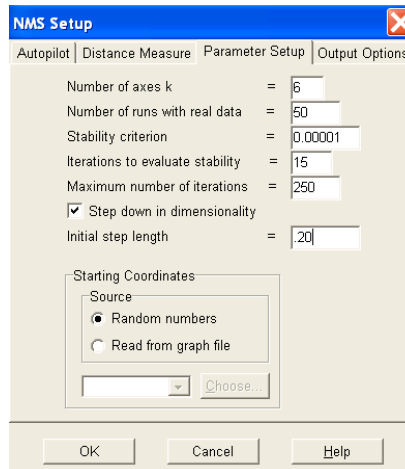 NMS Setup
Autopilot Distance Measure Parameter Setup Output Options
Number of axes k = 6
Number of runs with real data = 50
Stability criterion = 0.00001
Iterations to evaluate stability = 15
Maximum number of iterations = 250
Step down in dimensionality
Initial step length = .20
Starting Coordinates
Source
Random numbers
Read from graph file
Choose...
OK Cancel Help